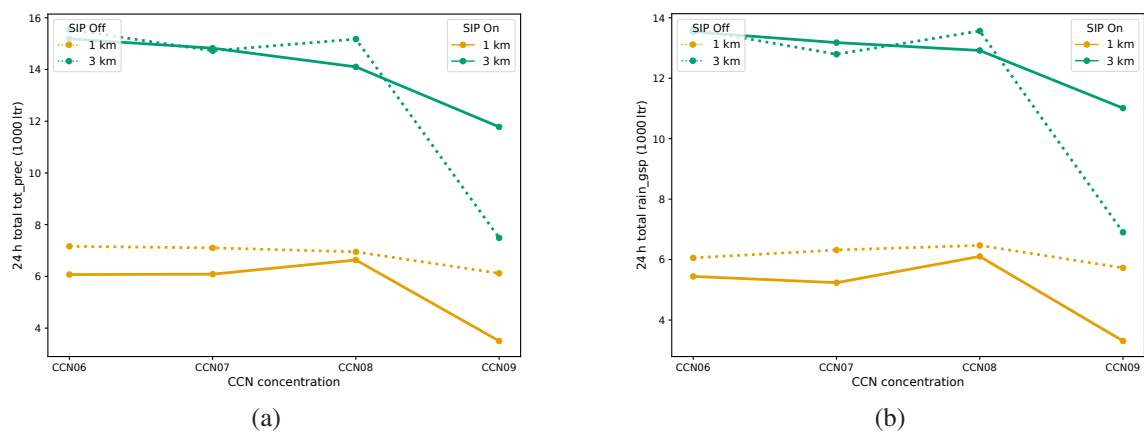 24 h total tot_prec (1000 ltr)
16
14
12
10
8
6
4
SIP Off
1 km
3 km
SIP On
1 km
3 km
CCN06 CCN07 CCN08 CCN09
CCN concentration
(a)
24 h total rain_gsp (1000 ltr)
14
12
10
8
6
4
SIP Off
1 km
3 km
SIP On
1 km
3 km
CCN06 CCN07 CCN08 CCN09
CCN concentration
(b)